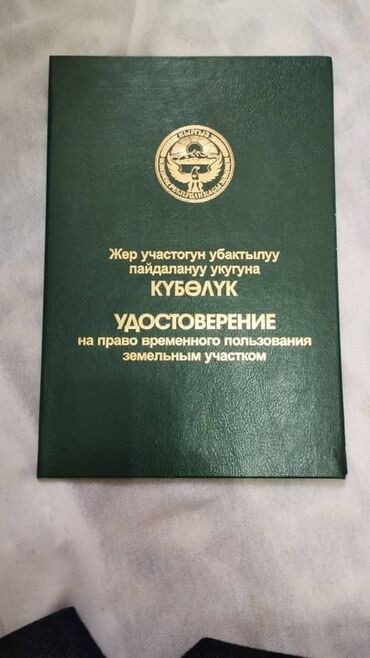 Жер участогун убактылуу
пайдалануу укугуна
КҮБӨЛҮК
УДОСТОВЕРЕНИЕ
на право временного пользования
земельным участком